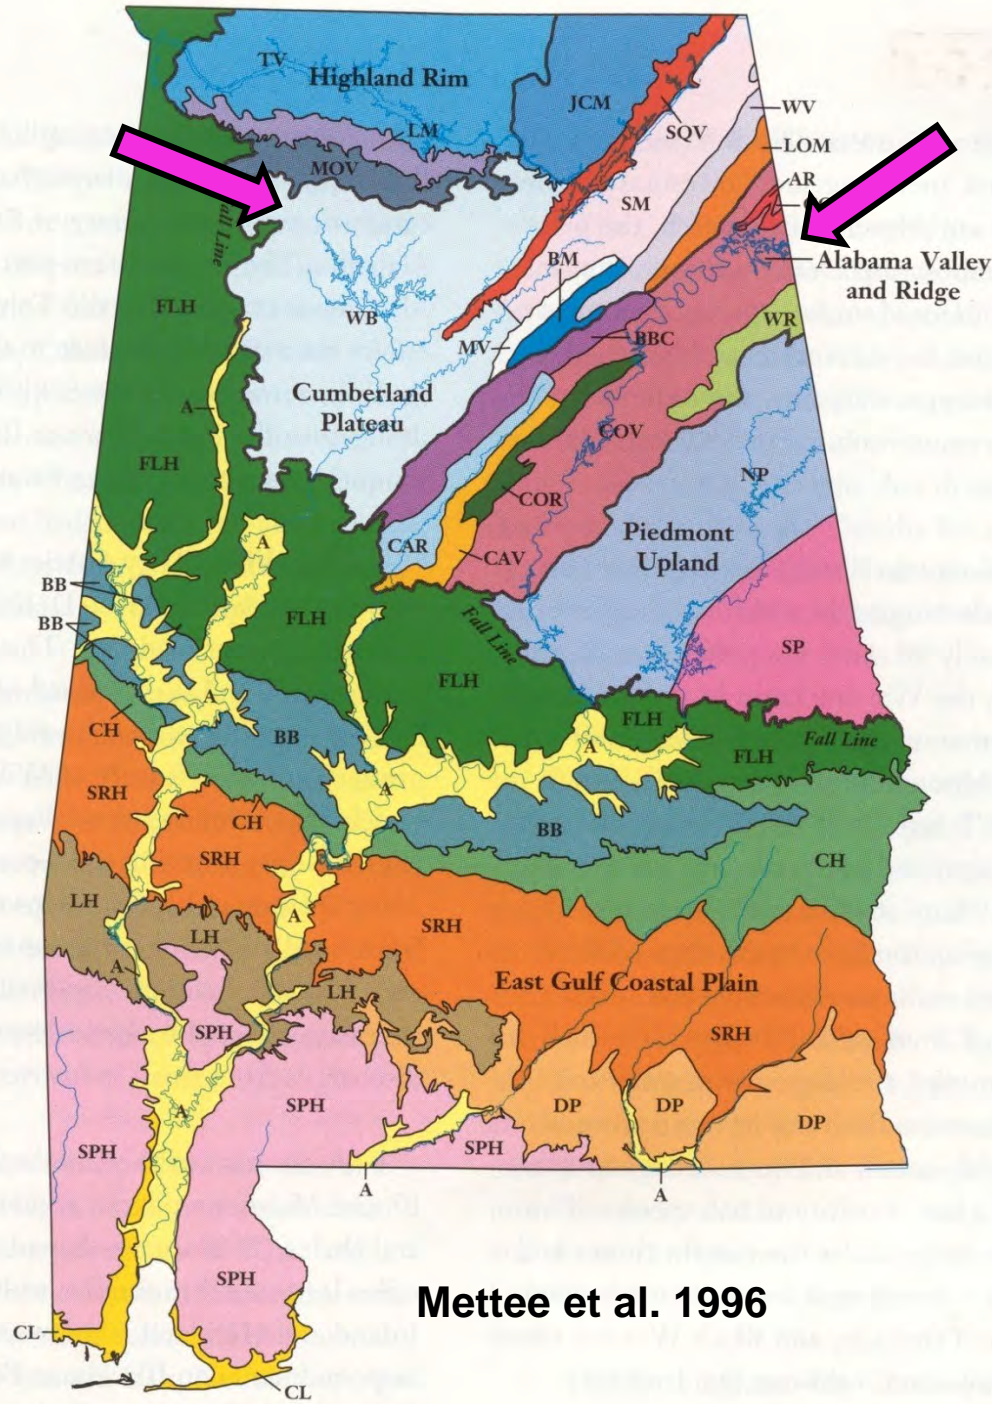 TV
Highland Rim
JCM
WV
SQV
LM
LOM
MOV
AR
SM
Fall Line
BM
Alabama Valley
and Ridge
FLH
WB
WR
MV
BBC
Cumberland
Plateau
A
COV
FLH
NP
COR
Piedmont
Upland
A
CAR
CAV
BB
FLH
Fall Line
BB
SP
FLH
A
FLH
CH
BB
A
Fall Line
FLH
SRH
A
CH
BB
SRH
CH
LH
A
SRH
LH
A
East Gulf Coastal Plain
LH
SPH
SRH
SPH
DP
DP
A
DP
SPH
SPH
A
A
SPH
Mettee et al. 1996
CL
CL